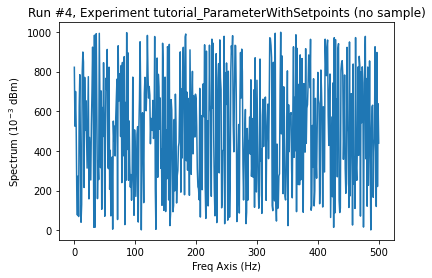 Run #4, Experiment tutorial_ParameterWithSetpoints (no sample)
1000
800
600
400
200
0
Spectrum (10⁻³ dBm)
0 100 200 300 400 500
Freq Axis (Hz)